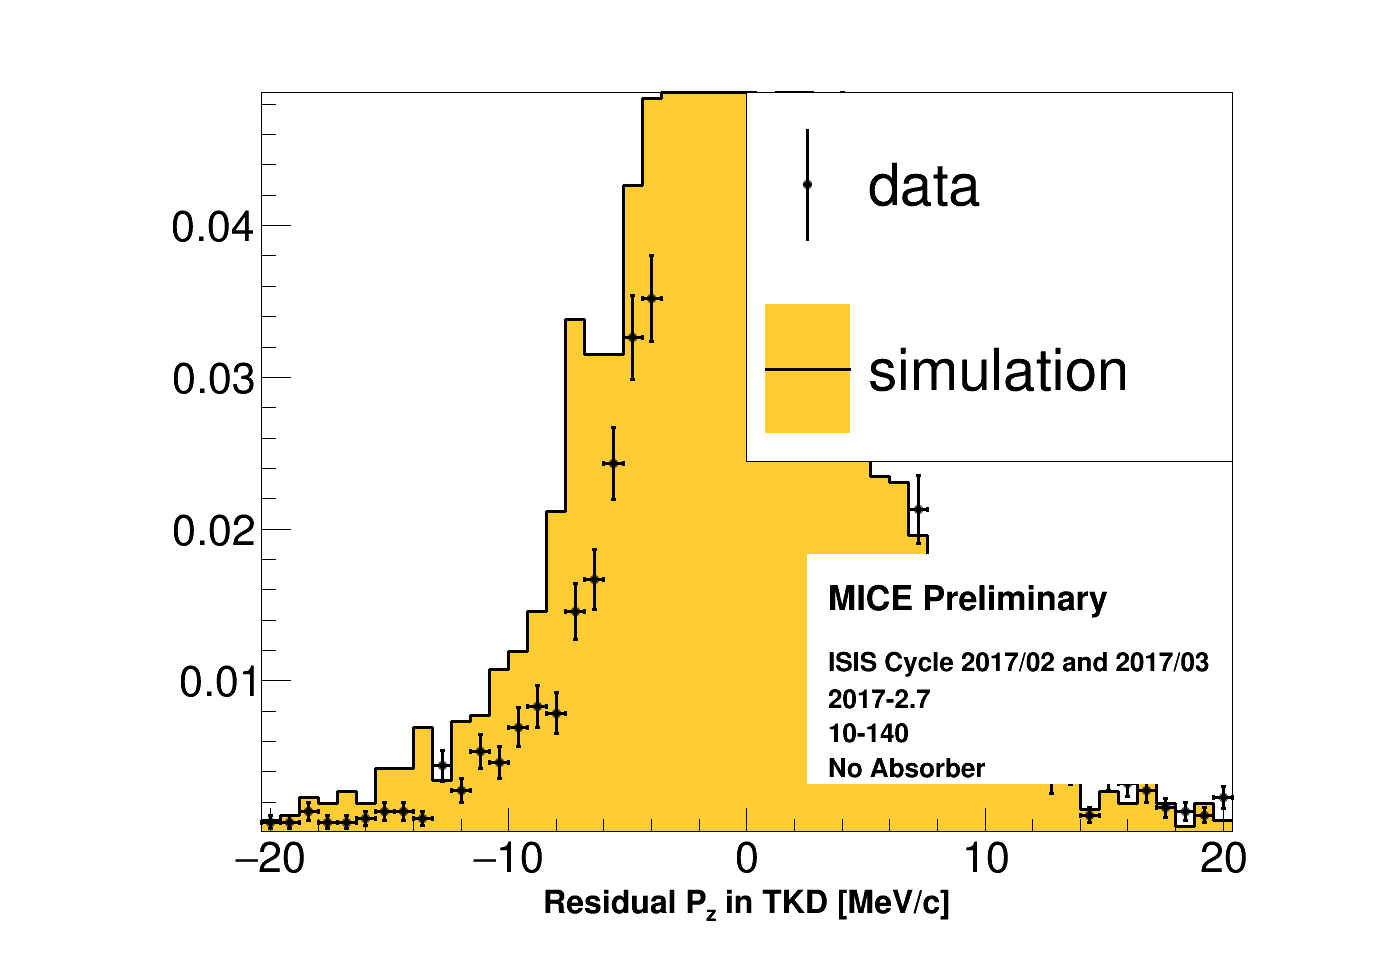 data
simulation
0.04
0.03
0.02
0.01
MICE Preliminary
ISIS Cycle 2017/02 and 2017/03
2017-2.7
10-140
No Absorber
−20 −10 0 10 20
Residual Pz in TKD [MeV/c]